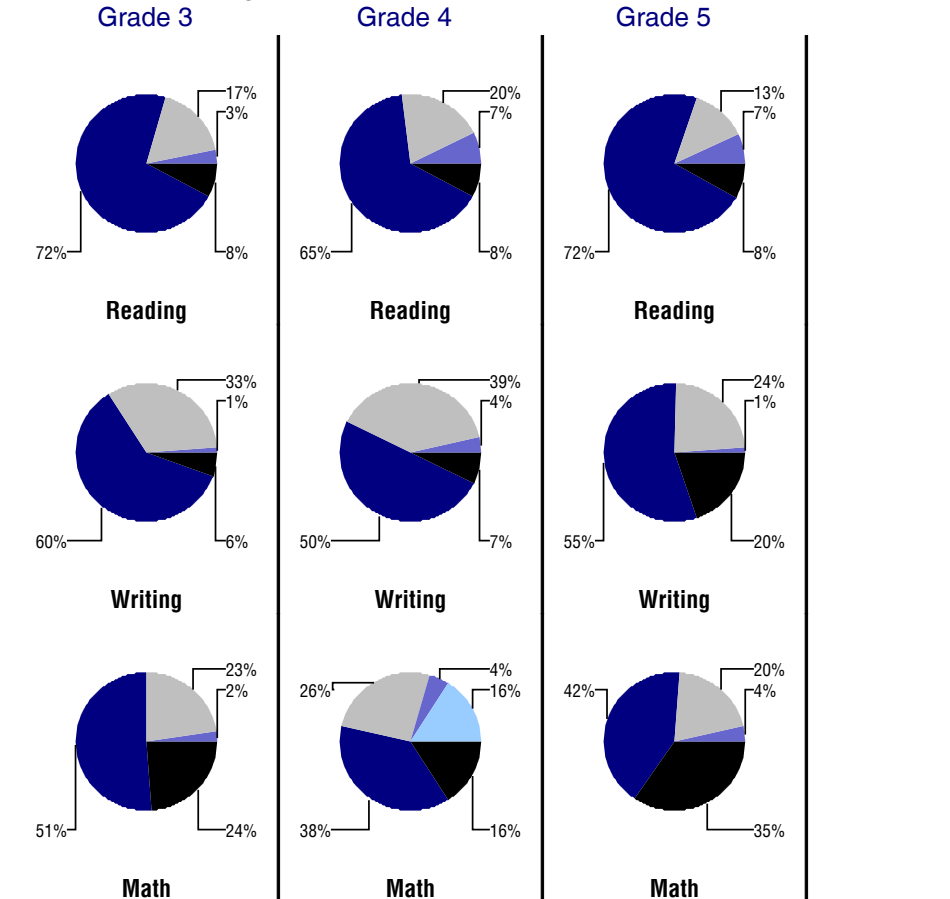 Grade 3 Grade 4 Grade 5
17% 20% 13%
3% 7% 7%
72% 8% 65% 8% 72% 8%
Reading Reading Reading
33% 39% 24%
1% 4% 1%
60% 6% 50% 7% 55% 20%
Writing Writing Writing
23% 4% 20%
2% 26% 16% 42% 4%
51% 24% 38% 16% 35%
Math Math Math